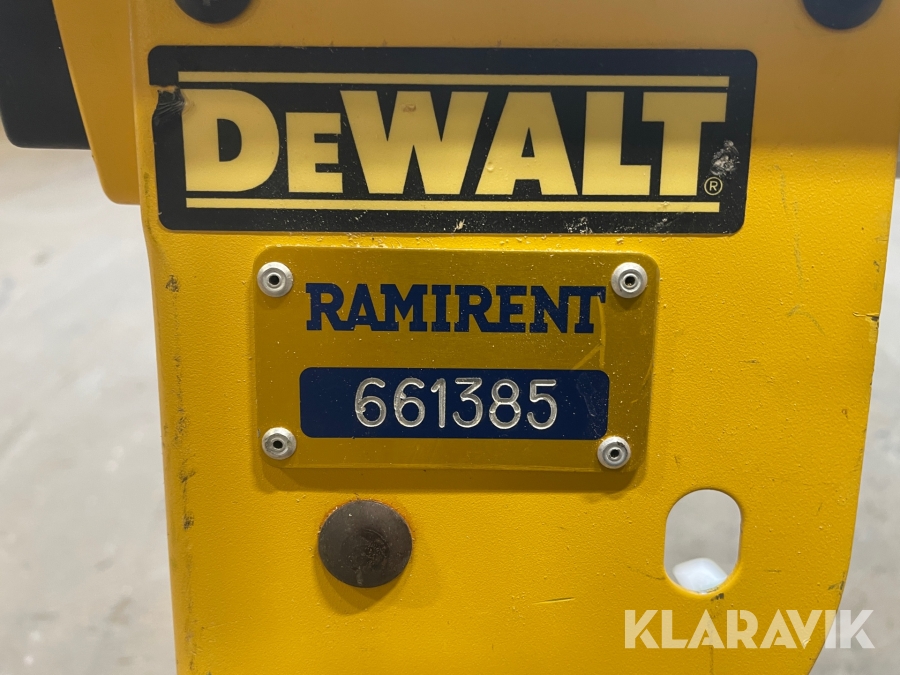 DEWALT®
RAMIRENT
661385
KLARAVIK